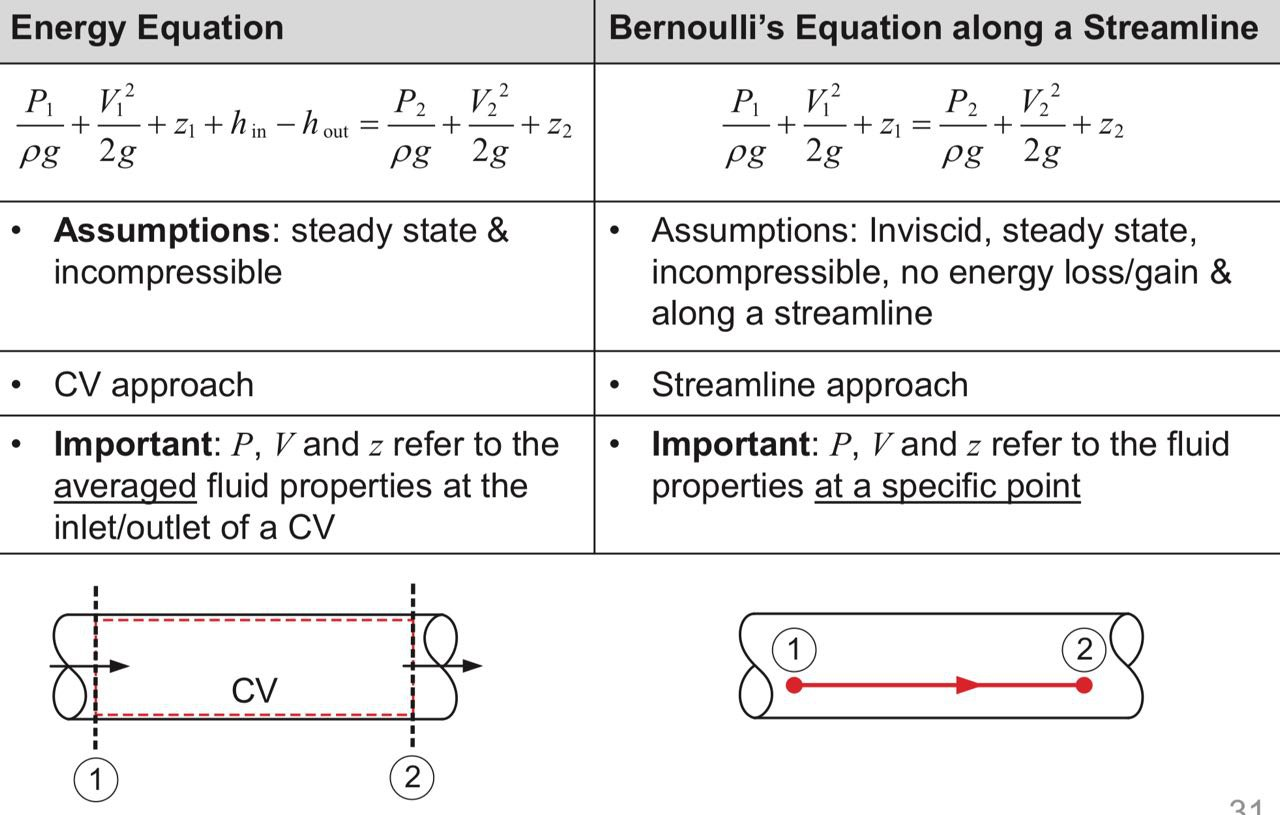 Energy Equation
Bernoulli's Equation along a Streamline
P₁/ρg + V₁²/2g + z₁ + h in − h out = P₂/ρg + V₂²/2g + z₂
P₁/ρg + V₁²/2g + z₁ = P₂/ρg + V₂²/2g + z₂
• Assumptions: steady state &
incompressible
• Assumptions: Inviscid, steady state,
incompressible, no energy loss/gain &
along a streamline
• CV approach
• Streamline approach
• Important: P, V and z refer to the
averaged fluid properties at the
inlet/outlet of a CV
• Important: P, V and z refer to the fluid
properties at a specific point
CV
1
2
1
2
31